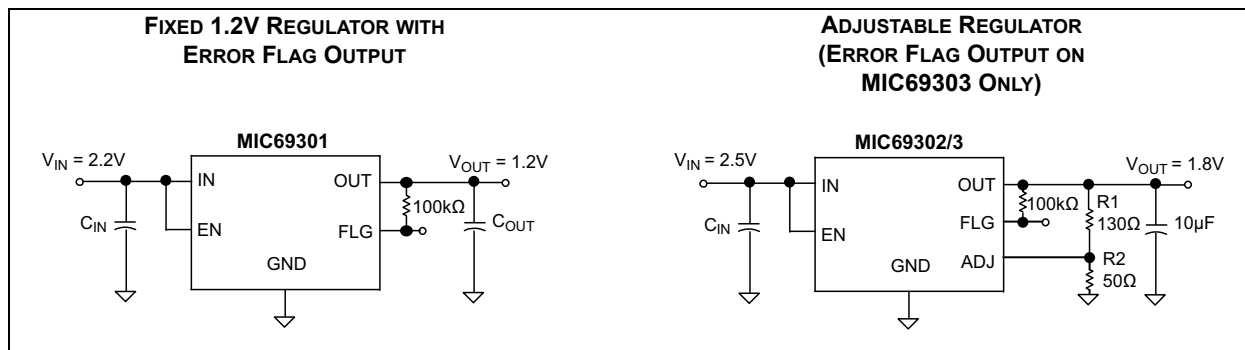 FIXED 1.2V REGULATOR WITH
ERROR FLAG OUTPUT
MIC69301
VIN = 2.2V
IN
EN
GND
OUT
FLG
100kΩ
VOUT = 1.2V
CIN
COUT
ADJUSTABLE REGULATOR
(ERROR FLAG OUTPUT ON
MIC69303 ONLY)
MIC69302/3
VIN = 2.5V
IN
EN
GND
OUT
FLG
ADJ
100kΩ
VOUT = 1.8V
R1
130Ω
10µF
R2
50Ω
CIN